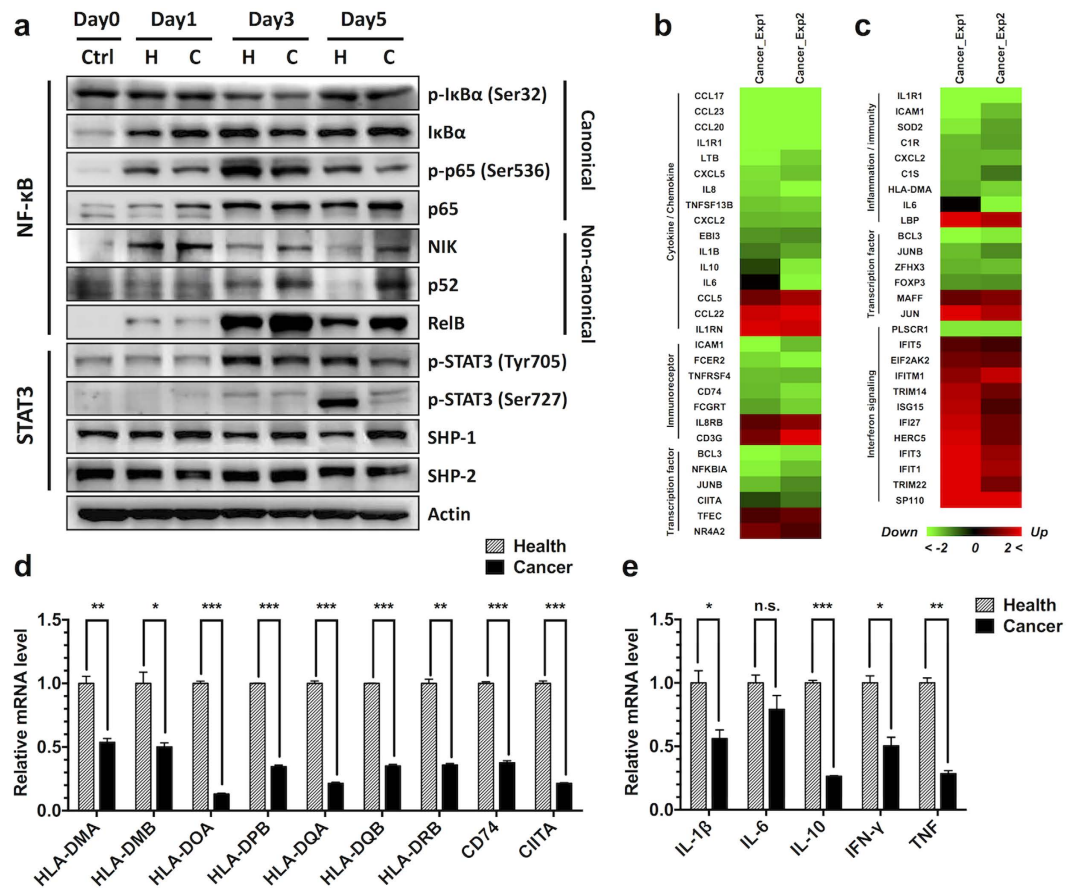 a
Day0 Day1 Day3 Day5
Ctrl H C H C H C
NF-κB
p-IκBα (Ser32)
IκBα
p-p65 (Ser536)
p65
Canonical
NIK
p52
RelB
Non-canonical
STAT3
p-STAT3 (Tyr705)
p-STAT3 (Ser727)
SHP-1
SHP-2
Actin
b
Cancer_Exp1
Cancer_Exp2
Cytokine / Chemokine
CCL17
CCL23
CCL20
IL1R1
LTB
CXCL5
IL8
TNFSF13B
CXCL2
EBI3
IL1B
IL10
IL6
CCL5
CCL22
IL1RN
Immunoreceptor
ICAM1
FCER2
TNFRSF4
CD74
FCGRT
IL8RB
CD3G
Transcription factor
BCL3
NFKBIA
JUNB
CIITA
TFEC
NR4A2
c
Cancer_Exp1
Cancer_Exp2
Inflammation / immunity
IL1R1
ICAM1
SOD2
C1R
CXCL2
C1S
HLA-DMA
IL6
LBP
Transcription factor
BCL3
JUNB
ZFHX3
FOXP3
MAFF
JUN
Interferon signaling
PLSCR1
IFIT5
EIF2AK2
IFITM1
TRIM14
ISG15
IFI27
HERC5
IFIT3
IFIT1
TRIM22
SP110
Down Up
< -2 0 2 <
d
Health
Cancer
Relative mRNA level
** * *** *** *** *** ** *** ***
1.5
1.0
0.5
0.0
HLA-DMA HLA-DMB HLA-DOA HLA-DPB HLA-DQA HLA-DQB HLA-DRB CD74 CIITA
e
Health
Cancer
Relative mRNA level
* n.s. *** * **
1.5
1.0
0.5
0.0
IL-1β IL-6 IL-10 IFN-γ TNF